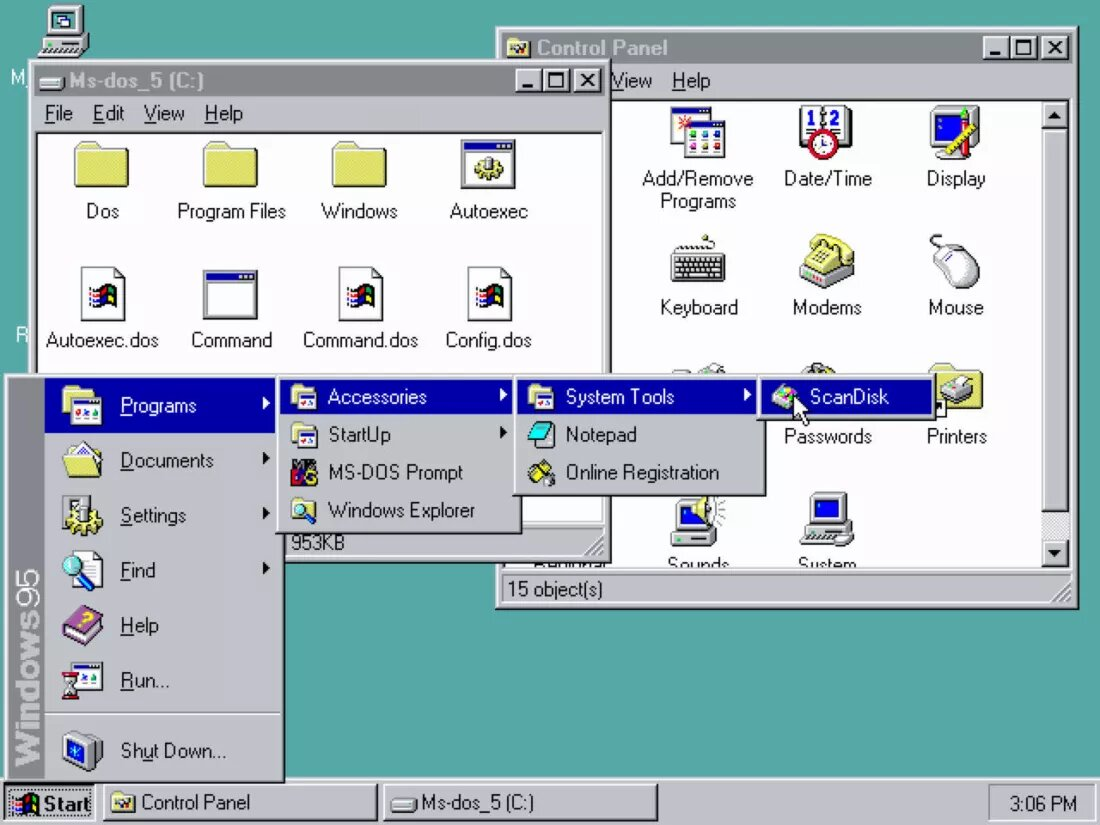 Control Panel
View Help
M
Ms-dos_5 (C:)
File Edit View Help
Dos
Program Files
Windows
Autoexec
Autoexec.dos
Command
Command.dos
Config.dos
953KB
Add/Remove
Programs
Date/Time
Display
Keyboard
Modems
Mouse
Passwords
Printers
Regional
Sounds
System
15 object(s)
R
Programs
Documents
Settings
Find
Help
Run...
Shut Down...
Windows95
Accessories
StartUp
MS-DOS Prompt
Windows Explorer
System Tools
Notepad
Online Registration
ScanDisk
Start
Control Panel
Ms-dos_5 (C:)
3:06 PM